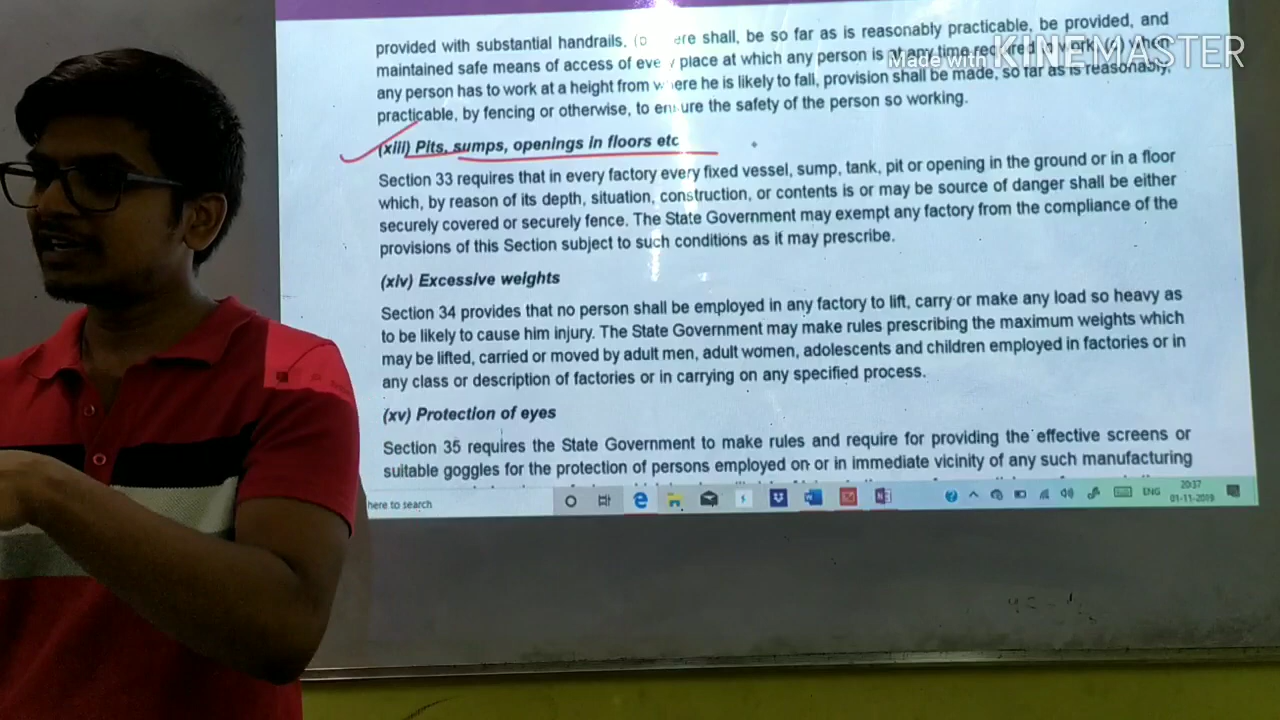 provided with substantial handrails, ere shall, be so far as is reasonably practicable, be provided, and
maintained safe means of access of eve y place at which any person is at any time required work when
any person has to work at a height from w ere he is likely to fall, provision shall be made, so far as is reasonably,
practicable, by fencing or otherwise, to ensure the safety of the person so working.
Made with KINEMASTER
(xiii) Pits, sumps, openings in floors etc
Section 33 requires that in every factory every fixed vessel, sump, tank, pit or opening in the ground or in a floor
which, by reason of its depth, situation, construction, or contents is or may be source of danger shall be either
securely covered or securely fence. The State Government may exempt any factory from the compliance of the
provisions of this Section subject to such conditions as it may prescribe.
(xiv) Excessive weights
Section 34 provides that no person shall be employed in any factory to lift, carry or make any load so heavy as
to be likely to cause him injury. The State Government may make rules prescribing the maximum weights which
may be lifted, carried or moved by adult men, adult women, adolescents and children employed in factories or in
any class or description of factories or in carrying on any specified process.
(xv) Protection of eyes
Section 35 requires the State Government to make rules and require for providing the effective screens or
suitable goggles for the protection of persons employed on or in immediate vicinity of any such manufacturing
here to search
ENG
20:37
01-11-2019